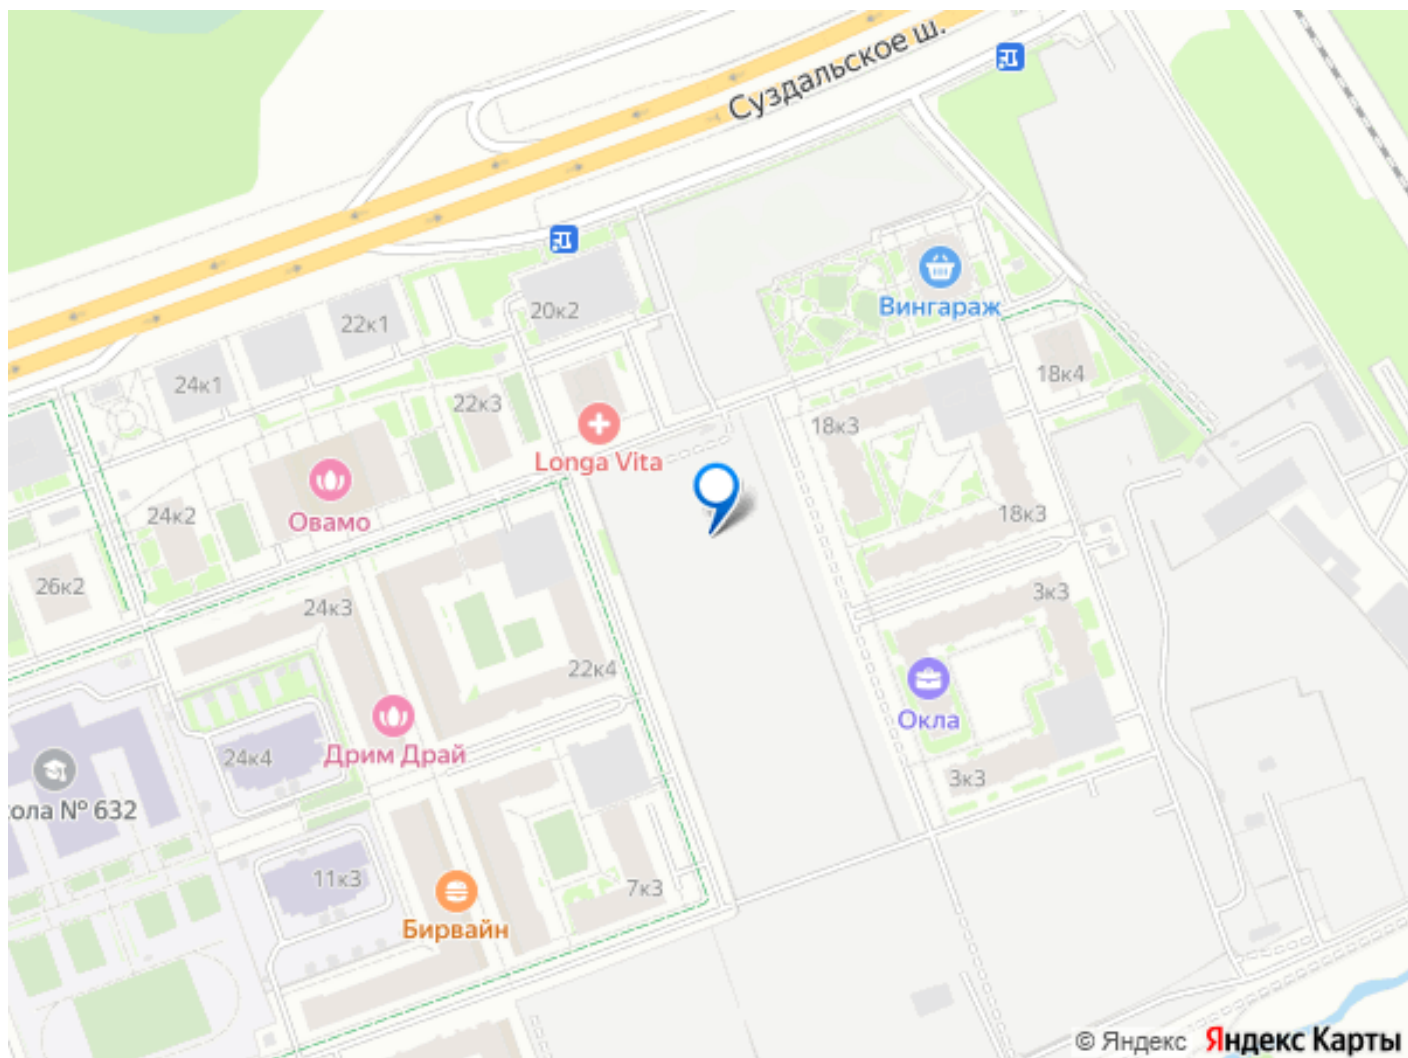 Суздальское ш.
20к2
22к1
Вингараж
24к1
22к3
18к4
18к3
Longa Vita
24к2
Овамо
18к3
26к2
24к3
3к3
22к4
Окла
24к4
Дрим Драй
3к3
ола № 632
11к3
7к3
Бирвайн
© Яндекс Яндекс Карты